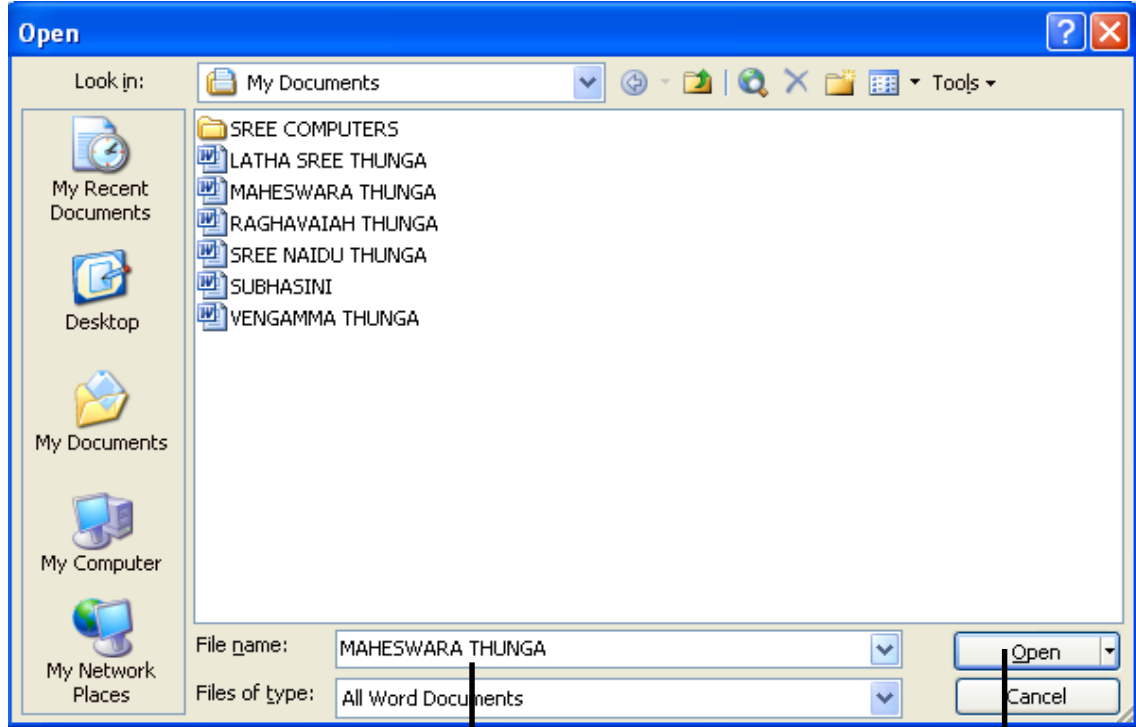 Open
Look in:
My Documents
Tools
SREE COMPUTERS
LATHA SREE THUNGA
MAHESWARA THUNGA
RAGHAVAIAH THUNGA
SREE NAIDU THUNGA
SUBHASINI
VENGAMMA THUNGA
My Recent
Documents
Desktop
My Documents
My Computer
My Network
Places
File name:
MAHESWARA THUNGA
Open
Files of type:
All Word Documents
Cancel